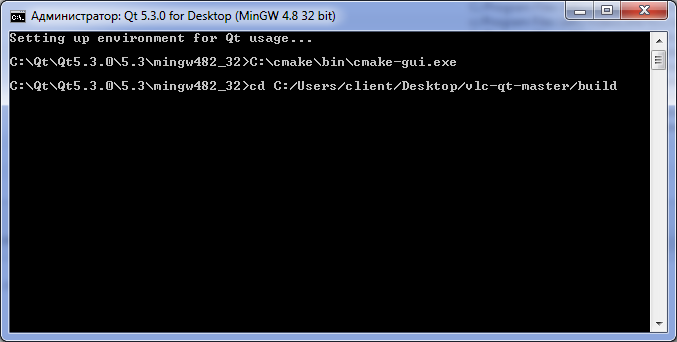 Администратор: Qt 5.3.0 for Desktop (MinGW 4.8 32 bit)
Setting up environment for Qt usage...
C:\Qt\Qt5.3.0\5.3\mingw482_32>C:\cmake\bin\cmake-gui.exe
C:\Qt\Qt5.3.0\5.3\mingw482_32>cd C:/Users/client/Desktop/vlc-qt-master/build